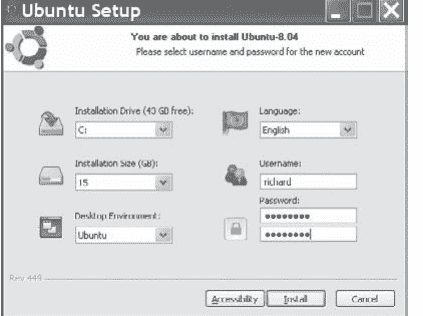 Ubuntu Setup
You are about to install Ubuntu-8.04
Please select username and password for the new account
Installation Drive (43 GB free):
C:
Language:
English
Installation Size (GB):
15
Username:
richard
Password:
Desktop Environment:
Ubuntu
Rev 449
Accessibility
Install
Cancel